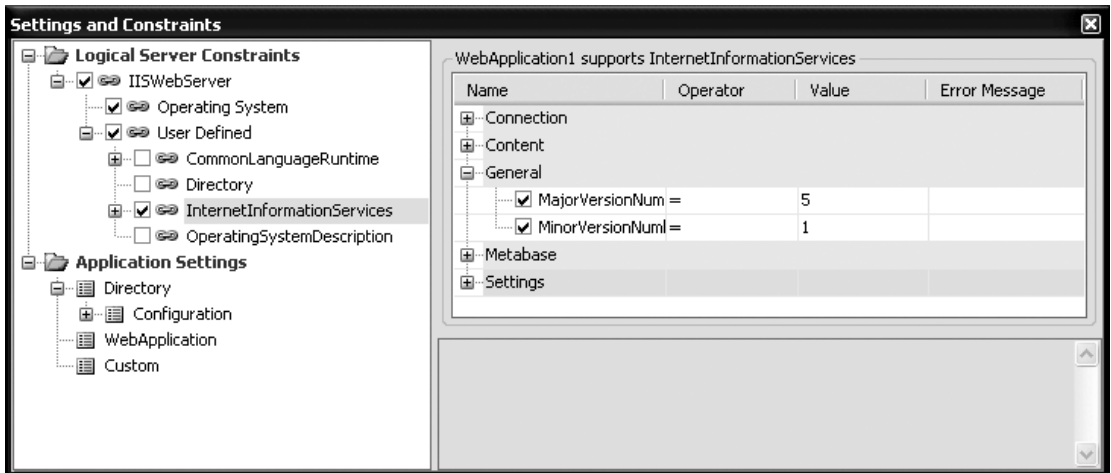 Settings and Constraints
Logical Server Constraints
IISWebServer
Operating System
User Defined
CommonLanguageRuntime
Directory
InternetInformationServices
OperatingSystemDescription
Application Settings
Directory
Configuration
WebApplication
Custom
WebApplication1 supports InternetInformationServices
Name Operator Value Error Message
Connection
Content
General
MajorVersionNum = 5
MinorVersionNuml = 1
Metabase
Settings